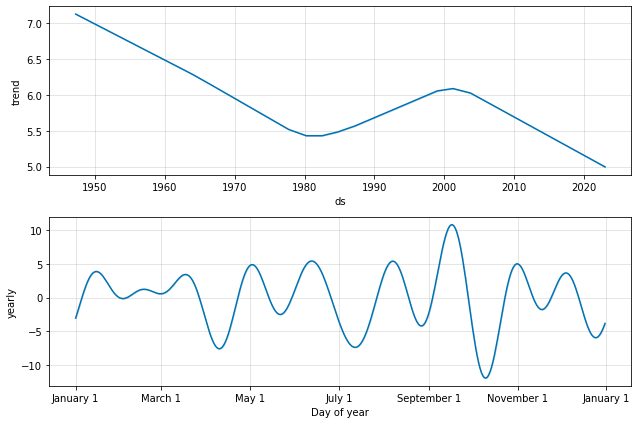 7.0
6.5
6.0
5.5
5.0
trend
1950 1960 1970 1980 1990 2000 2010 2020
ds
10
5
0
−5
−10
yearly
January 1 March 1 May 1 July 1 September 1 November 1 January 1
Day of year